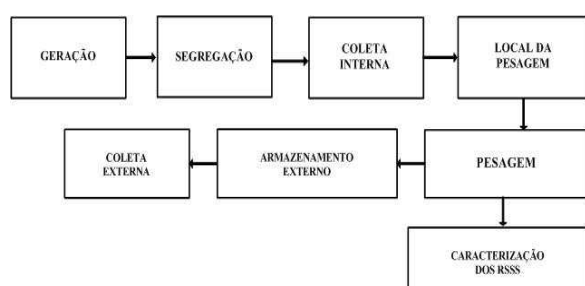 GERAÇÃO
SEGREGAÇÃO
COLETA
INTERNA
LOCAL DA
PESAGEM
COLETA
EXTERNA
ARMAZENAMENTO
EXTERNO
PESAGEM
CARACTERIZAÇÃO
DOS RSSS